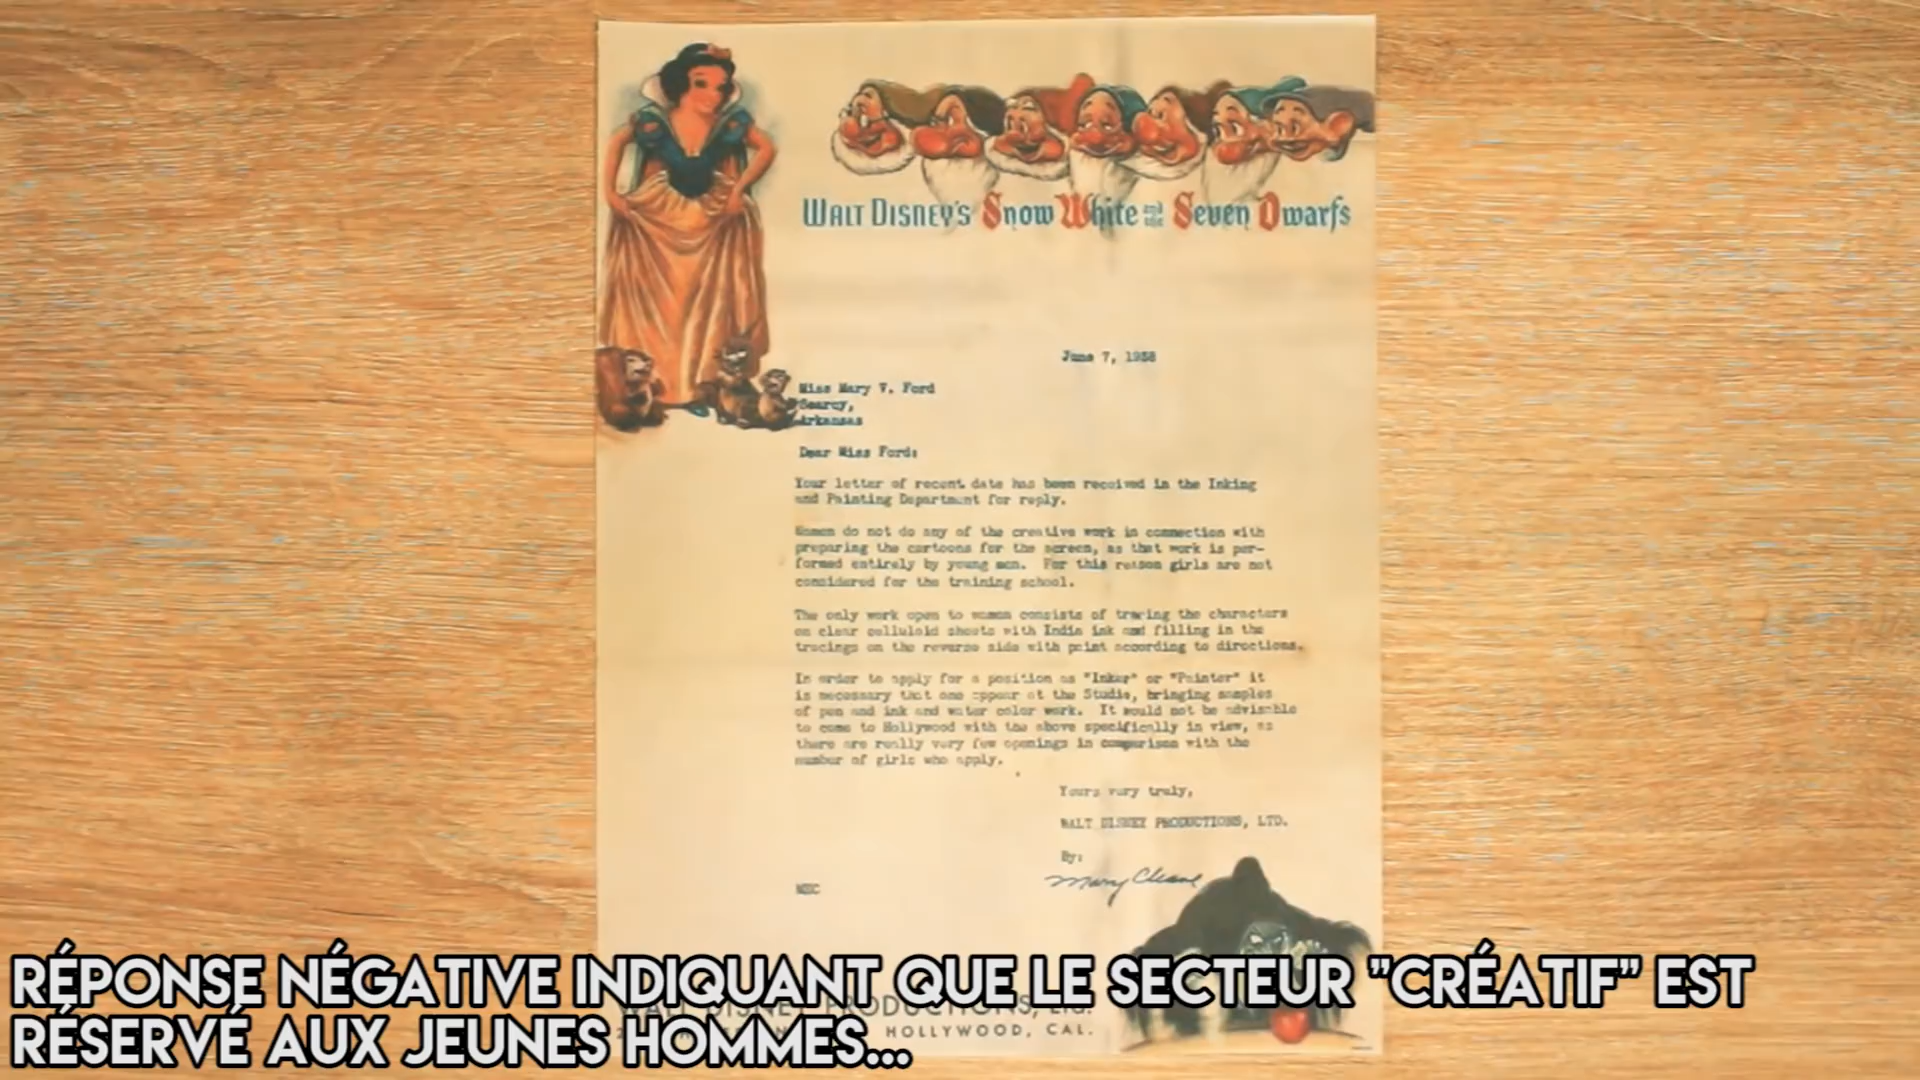 WALT DISNEY'S Snow White and the Seven Dwarfs
June 7, 1938
Miss Mary V. Ford
Searcy,
Arkansas
Dear Miss Ford:
Your letter of recent date has been received in the Inking
and Painting Department for reply.
Women do not do any of the creative work in connection with
preparing the cartoons for the screen, as that work is per-
formed entirely by young men. For this reason girls are not
considered for the training school.
The only work open to women consists of tracing the characters
on clear celluloid sheets with India ink and filling in the
tracings on the reverse side with paint according to directions.
In order to apply for a position as "Inker" or "Painter" it
is necessary that one appear at the Studio, bringing samples
of pen and ink and water color work. It would not be advisable
to come to Hollywood with the above specifically in view, as
there are really very few openings in comparison with the
number of girls who apply.
Yours very truly,
WALT DISNEY PRODUCTIONS, LTD.
By:
Mary
WALT DISNEY PRODUCTIONS, LTD.
HOLLYWOOD, CAL.
RÉPONSE NÉGATIVE INDIQUANT QUE LE SECTEUR "CRÉATIF" EST
RÉSERVÉ AUX JEUNES HOMMES...